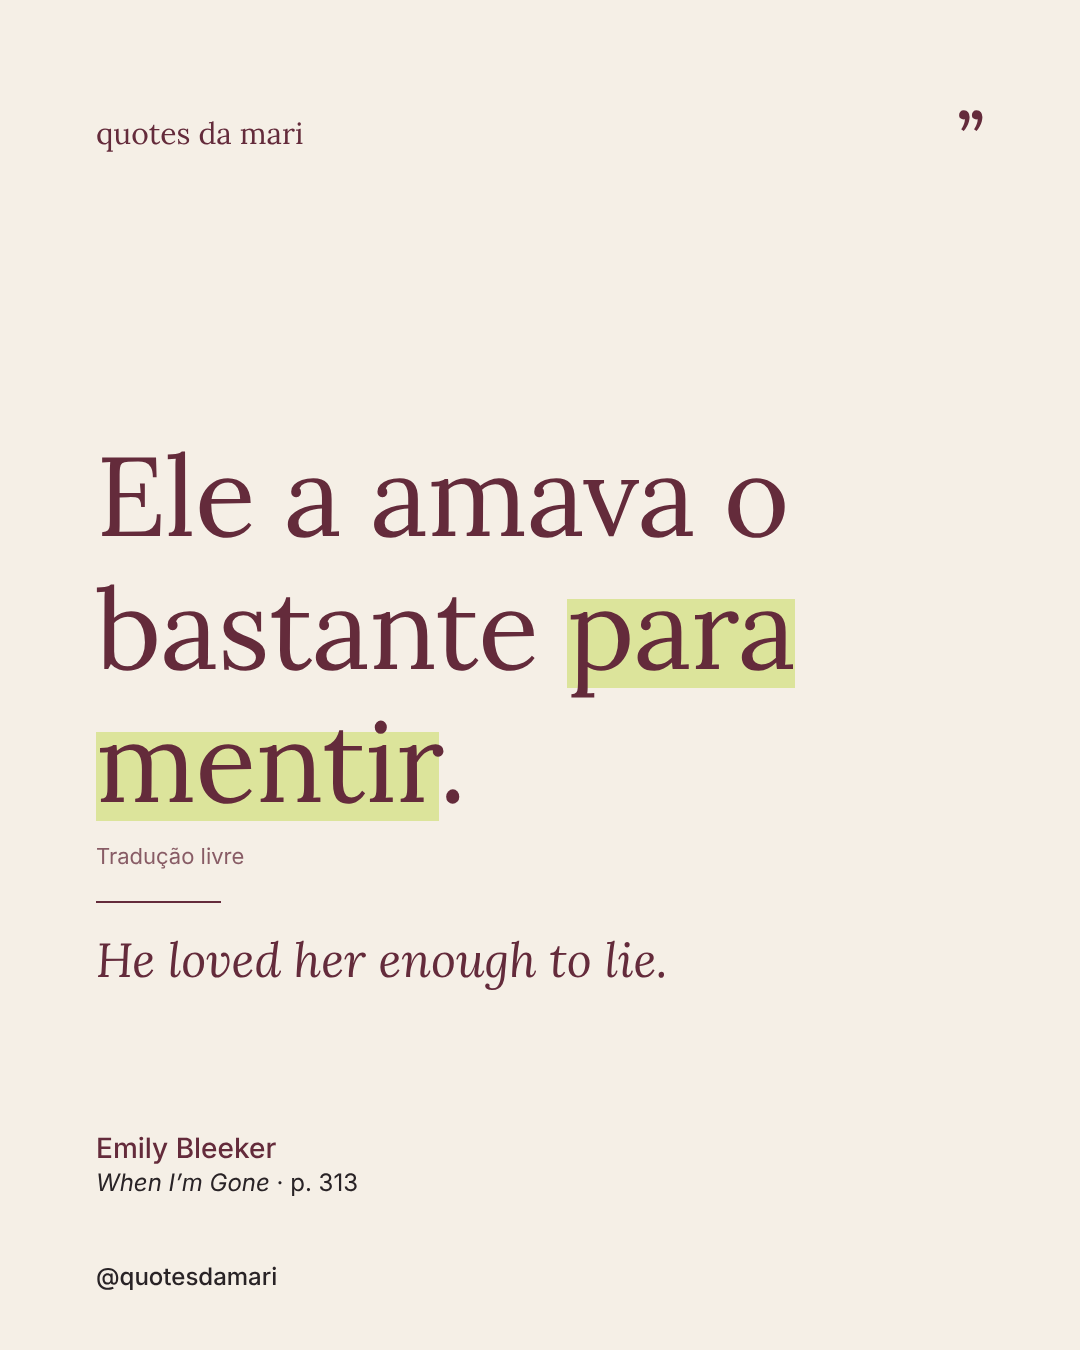 quotes da mari
”
Ele a amava o
bastante para
mentir.
Tradução livre
He loved her enough to lie.
Emily Bleeker
When I’m Gone · p. 313
@quotesdamari